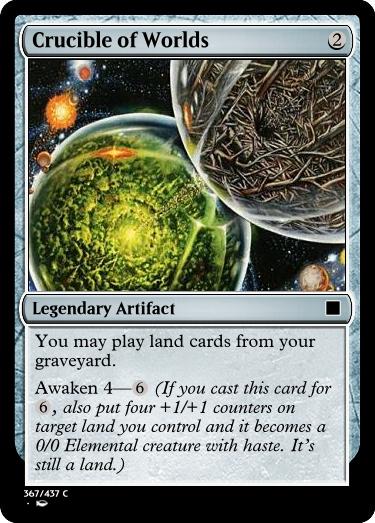 Crucible of Worlds 2
Legendary Artifact
You may play land cards from your
graveyard.
Awaken 4—6 (If you cast this card for
6, also put four +1/+1 counters on
target land you control and it becomes a
0/0 Elemental creature with haste. It's
still a land.)
367/437 C